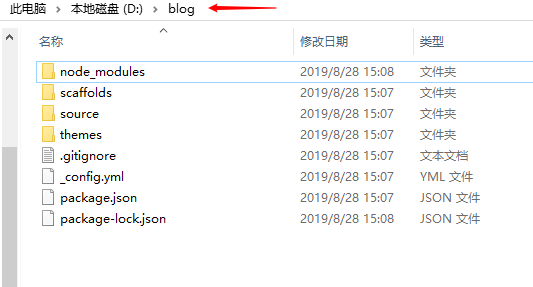 此电脑 > 本地磁盘 (D:) > blog
名称 修改日期 类型
node_modules 2019/8/28 15:08 文件夹
scaffolds 2019/8/28 15:07 文件夹
source 2019/8/28 15:07 文件夹
themes 2019/8/28 15:07 文件夹
.gitignore 2019/8/28 15:07 文本文档
_config.yml 2019/8/28 15:07 YML 文件
package.json 2019/8/28 15:07 JSON 文件
package-lock.json 2019/8/28 15:08 JSON 文件